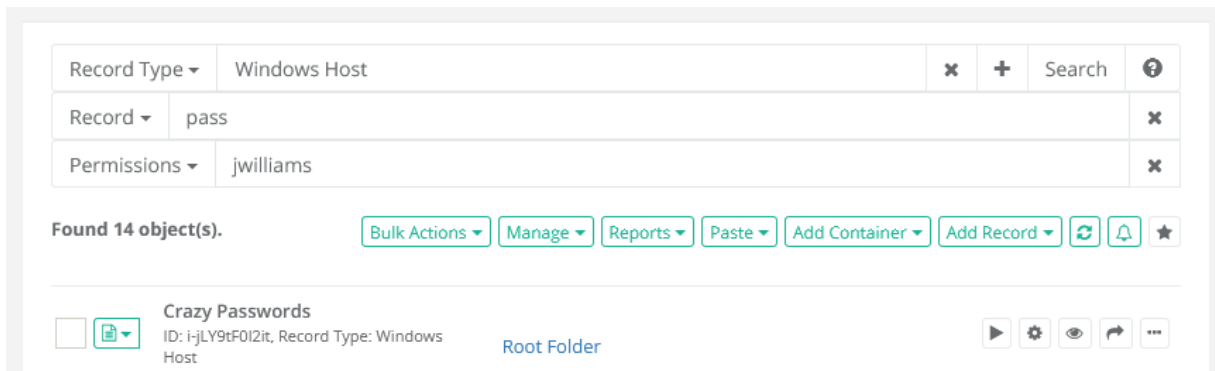 Record Type Windows Host Search
Record pass
Permissions jwilliams
Found 14 object(s). Bulk Actions Manage Reports Paste Add Container Add Record
Crazy Passwords
ID: i-jLY9tF0I2it, Record Type: Windows
Host
Root Folder